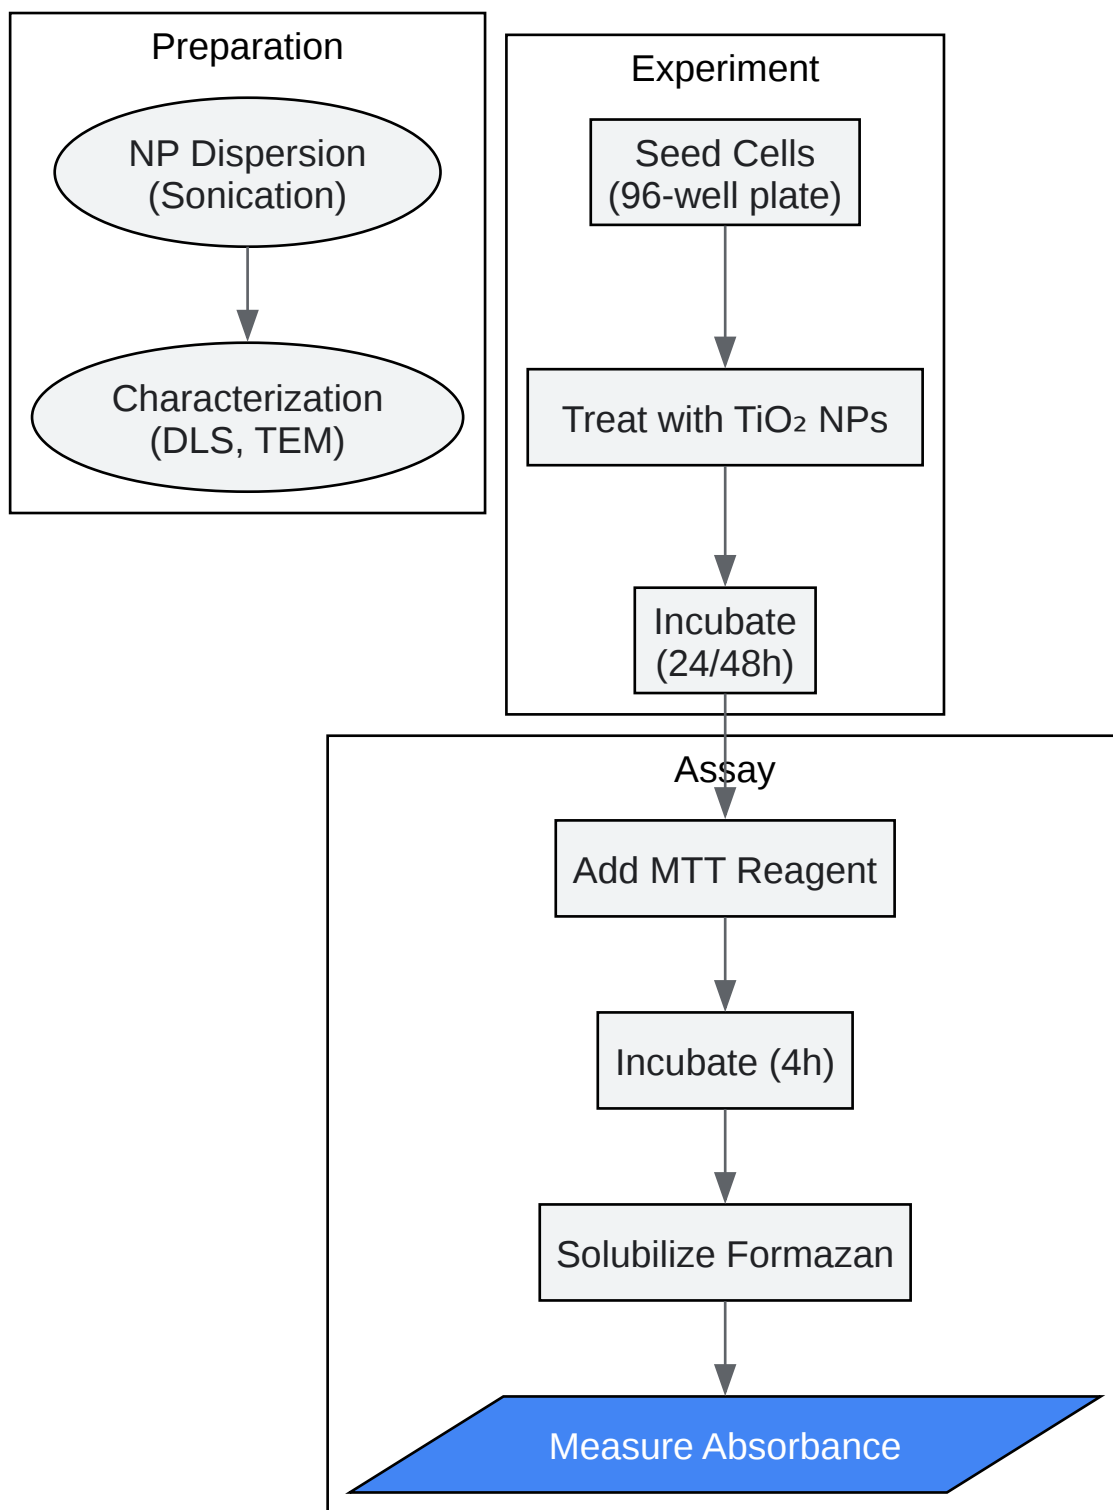 Preparation
NP Dispersion
(Sonication)
Characterization
(DLS, TEM)
Experiment
Seed Cells
(96-well plate)
Treat with TiO₂ NPs
Incubate
(24/48h)
Assay
Add MTT Reagent
Incubate (4h)
Solubilize Formazan
Measure Absorbance